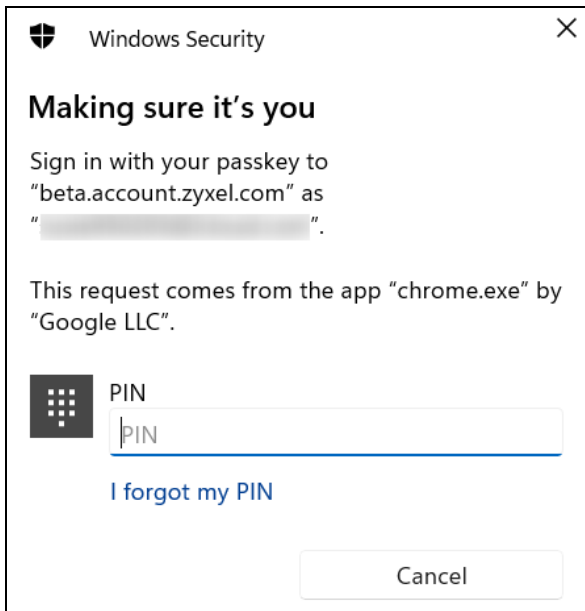 Windows Security
Making sure it's you
Sign in with your passkey to
"beta.account.zyxel.com" as
"".
This request comes from the app "chrome.exe" by
"Google LLC".
PIN
PIN
I forgot my PIN
Cancel